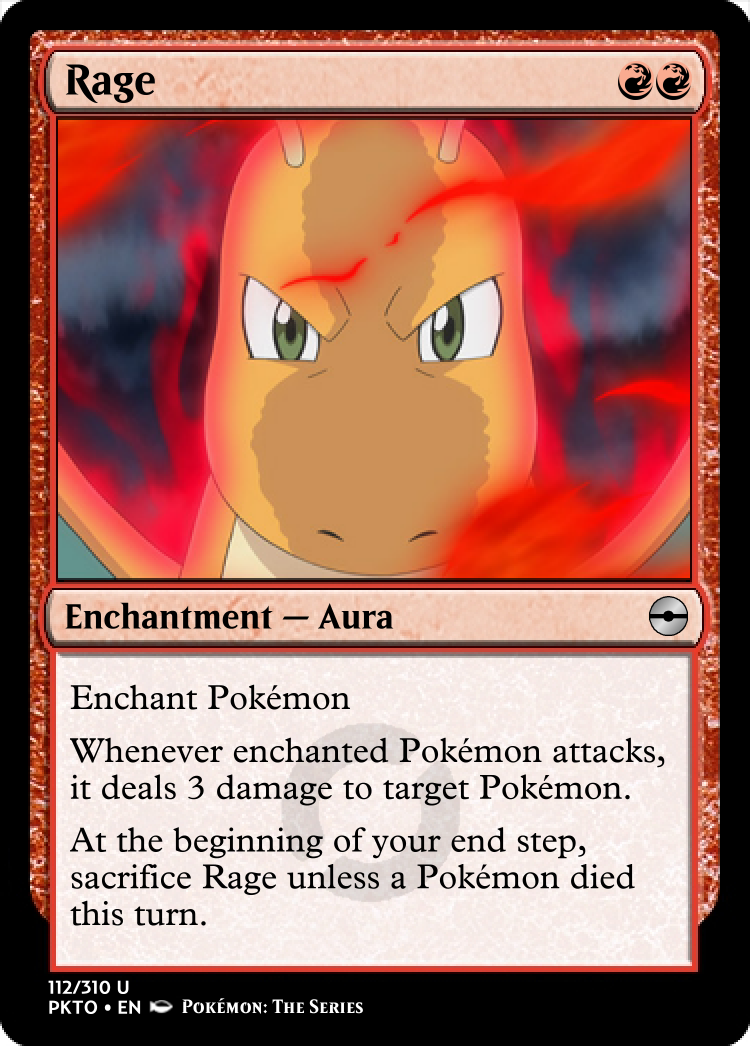 Rage
Enchantment — Aura
Enchant Pokémon
Whenever enchanted Pokémon attacks,
it deals 3 damage to target Pokémon.
At the beginning of your end step,
sacrifice Rage unless a Pokémon died
this turn.
112/310 U
PKTO • EN Pokémon: The Series